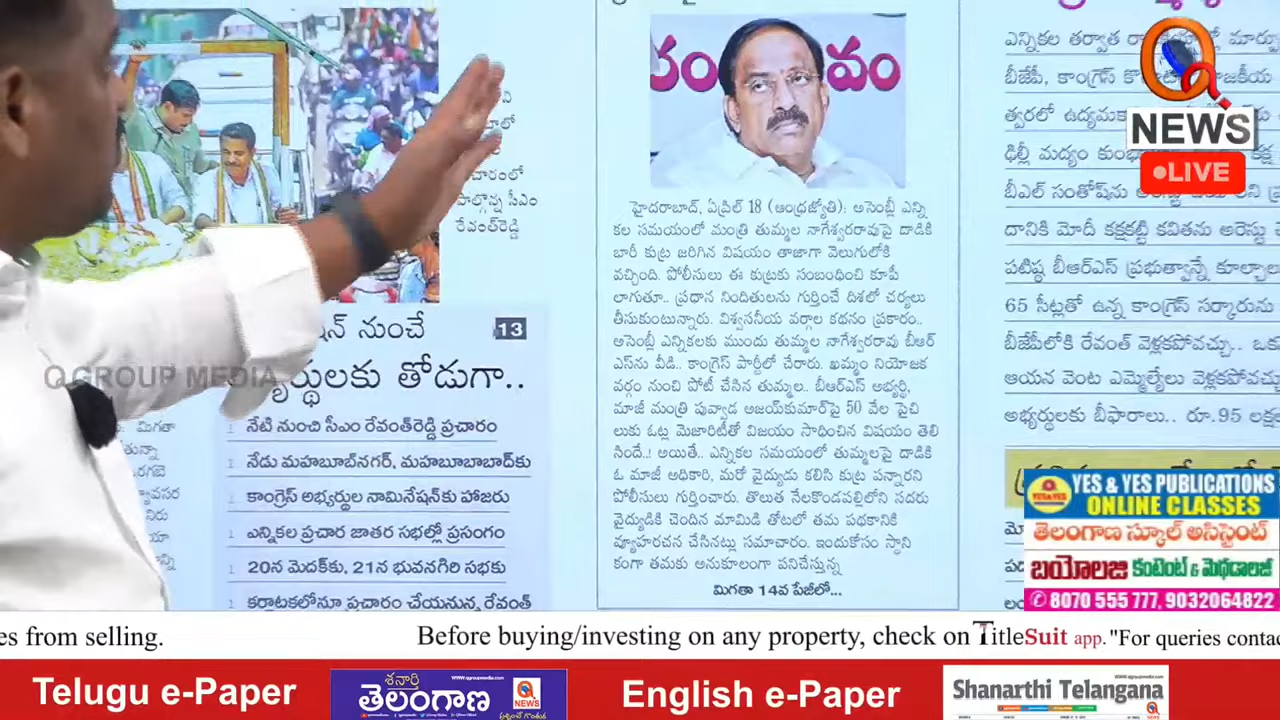 చారంలో
పాల్గొన్న సీఎం
రేవంత్‌రెడ్డి
నుంచే
13
తోడుగా..
నేటి నుంచి సీఎం రేవంత్‌రెడ్డి ప్రచారం
నేడు మహబూబ్‌నగర్, మహబూబాబాద్‌కు
కాంగ్రెస్ అభ్యర్థుల నామినేషన్‌కు హాజరు
ఎన్నికల ప్రచార జాతర సభల్లో ప్రసంగం
20న మెదక్‌కు, 21న భువనగిరి సభకు
కర్ణాటకలోనూ ప్రచారం చేయనున్న రేవంత్
మిగతా
హైదరాబాద్, ఏప్రిల్ 18 (ఆంధ్రజ్యోతి): అసెంబ్లీ ఎన్ని
కల సమయంలో మంత్రి తుమ్మల నాగేశ్వరరావుపై దాడికి
భారీ కుట్ర జరిగిన విషయం తాజాగా వెలుగులోకి
వచ్చింది. పోలీసులు ఈ కుట్రకు సంబంధించి కూపీ
లాగుతూ.. ప్రధాన నిందితులను గుర్తించే దిశలో చర్యలు
తీసుకుంటున్నారు. విశ్వసనీయ వర్గాల కథనం ప్రకారం..
అసెంబ్లీ ఎన్నికలకు ముందు తుమ్మల నాగేశ్వరరావు బీఆర్
ఎస్‌ను వీడి.. కాంగ్రెస్ పార్టీలో చేరారు. ఖమ్మం నియోజక
వర్గం నుంచి పోటీ చేసిన తుమ్మల.. బీఆర్ఎస్ అభ్యర్థి,
మాజీ మంత్రి పువ్వాడ అజయ్‌కుమార్‌పై 50 వేల పైచి
లుకు ఓట్ల మెజారిటీతో విజయం సాధించిన విషయం తెలి
సిందే..! అయితే.. ఎన్నికల సమయంలో తుమ్మలపై దాడికి
ఓ మాజీ అధికారి, మరో వైద్యుడు కలిసి కుట్ర పన్నారని
పోలీసులు గుర్తించారు. తొలుత నేలకొండపల్లిలోని సదరు
వైద్యుడికి చెందిన మామిడి తోటలో తమ పథకానికి
వ్యూహరచన చేసినట్లు సమాచారం. ఇందుకోసం స్థాని
కంగా తమకు అనుకూలంగా పనిచేస్తున్న
మిగతా 14వ పేజీలో...
ఎన్నికల తర్వాత
బీజేపీ, కాంగ్రెస్
త్వరలో
ఢిల్లీ మద్యం
బీఎల్ సంతోష్‌ను
దానికి మోదీ కక్షకట్టి కవితను అరెస్టు
పటిష్ఠ బీఆర్ఎస్ ప్రభుత్వాన్నే కూల్చాల
65 సీట్లతో ఉన్న కాంగ్రెస్ సర్కారును
బీజేపీలోకి రేవంత్ వెళ్లకపోవచ్చు..
ఆయన వెంట ఎమ్మెల్యేలు వెళ్లకపోవచ్చు
అభ్యర్థులకు బీఫారాలు.. రూ.95
NEWS
LIVE
Q GROUP MEDIA
YES & YES PUBLICATIONS
ONLINE CLASSES
తెలంగాణ స్కూల్ అసిస్టెంట్
బయోలజి కంటెంట్ & మెథడాలజీ
8070 555 777, 9032064822
es from selling.
Before buying/investing on any property, check on TitleSuit app. "For queries contac
Telugu e-Paper
శనార్తి
తెలంగాణ
NEWS
English e-Paper
Shanarthi Telangana